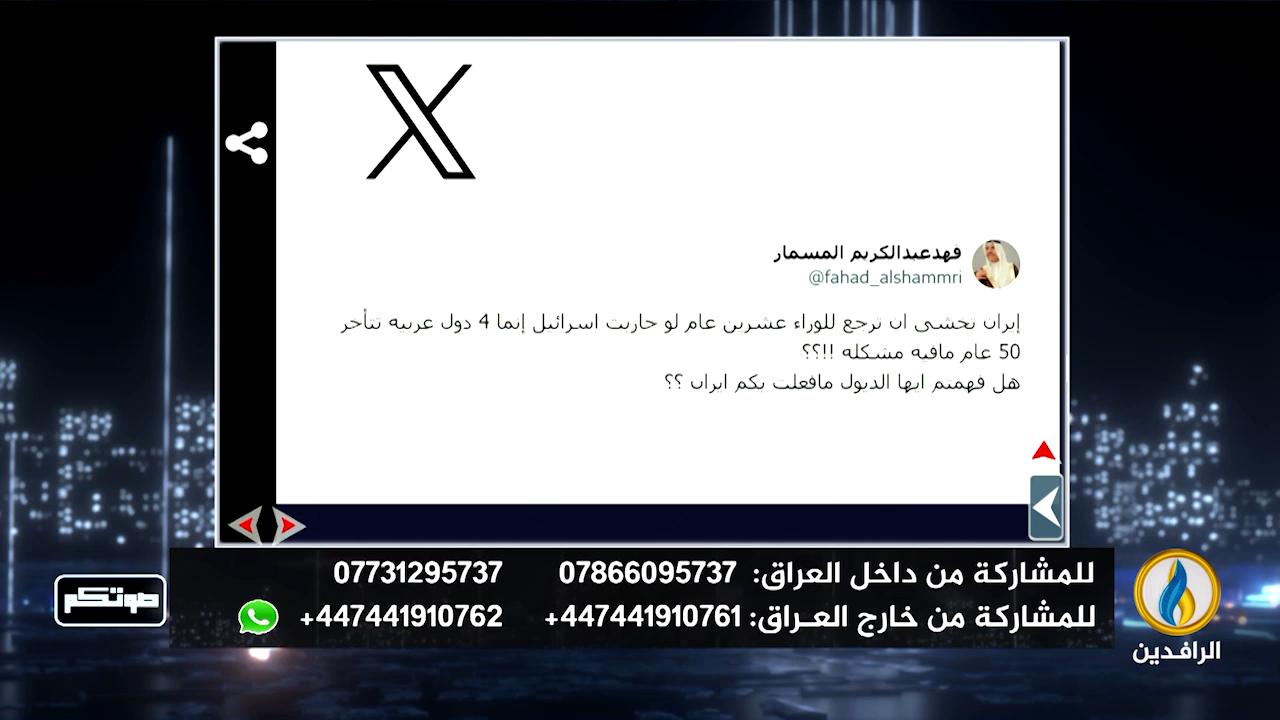 فهدعبدالكريم المسمار
@fahad_alshammri
إيران تخشى ان ترجع للوراء عشرين عام لو حاربت اسرائيل إنما 4 دول عربيه تتأخر
50 عام مافيه مشكله !!؟؟
هل فهمتم ايها الذيول مافعلت بكم ايران ؟؟
للمشاركة من داخل العراق: 07866095737 07731295737
للمشاركة من خارج العـراق: 447441910761+ 447441910762+
صوتكم
الرافدين